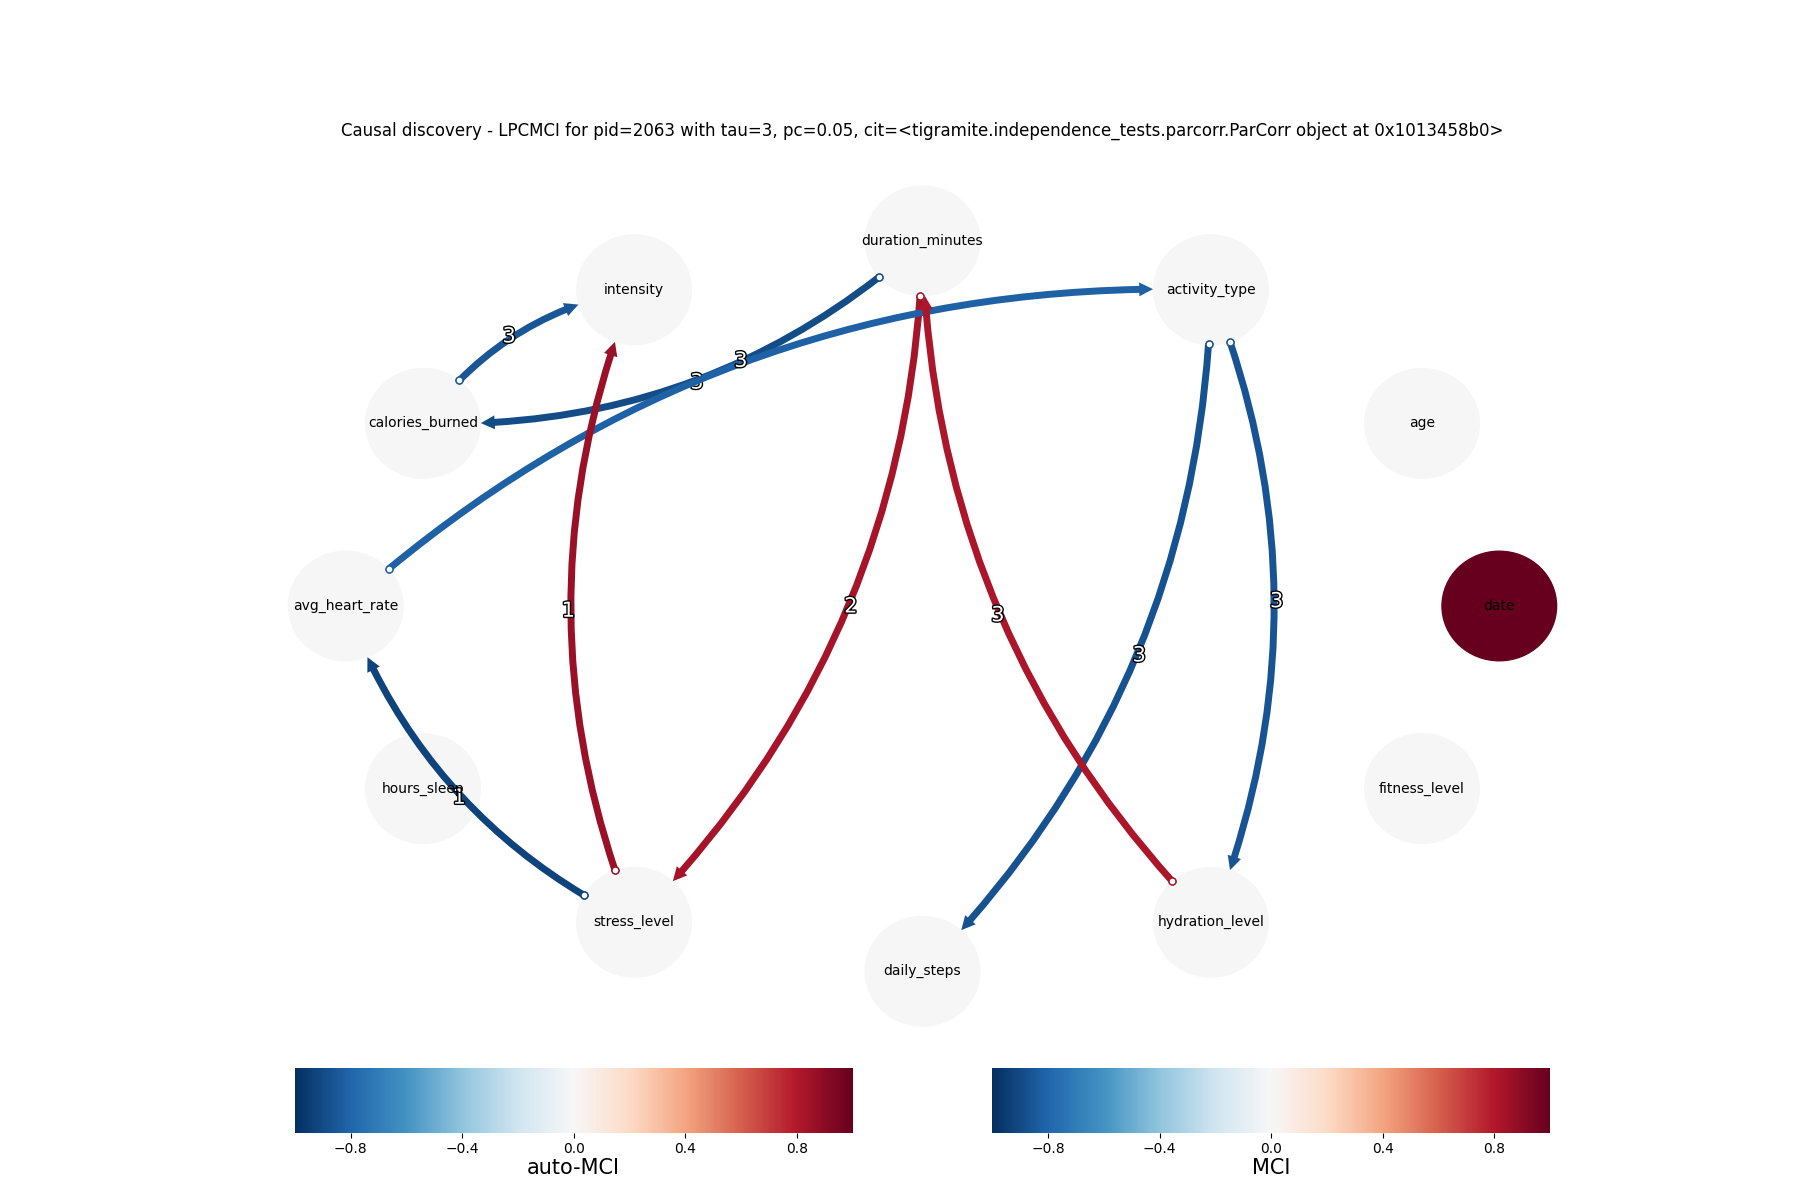 Causal discovery - LPCMCI for pid=2063 with tau=3, pc=0.05, cit=<tigramite.independence_tests.parcorr.ParCorr object at 0x1013458b0>
duration_minutes
intensity
activity_type
3
3
3
calories_burned
age
avg_heart_rate
1
2
3
3
date
3
hours_sleep
1
fitness_level
stress_level
hydration_level
daily_steps
−0.8 −0.4 0.0 0.4 0.8
auto-MCI
−0.8 −0.4 0.0 0.4 0.8
MCI